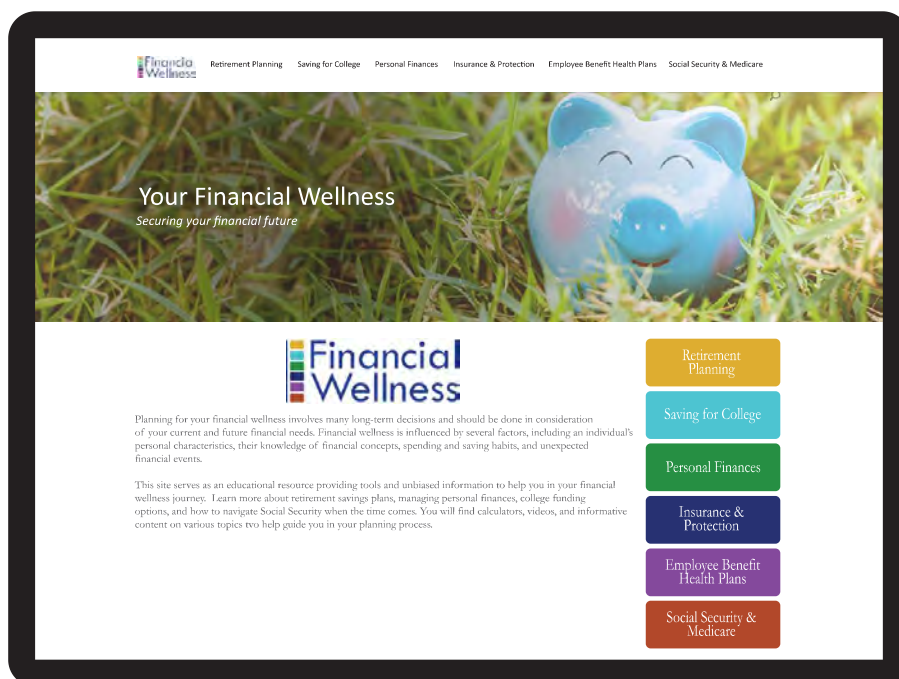 Financial
Wellness
Retirement Planning
Saving for College
Personal Finances
Insurance & Protection
Employee Benefit Health Plans
Social Security & Medicare
Your Financial Wellness
Securing your financial future
Financial
Wellness
Planning for your financial wellness involves many long-term decisions and should be done in consideration
of your current and future financial needs. Financial wellness is influenced by several factors, including an individual's
personal characteristics, their knowledge of financial concepts, spending and saving habits, and unexpected
financial events.
This site serves as an educational resource providing tools and unbiased information to help you in your financial
wellness journey. Learn more about retirement savings plans, managing personal finances, college funding
options, and how to navigate Social Security when the time comes. You will find calculators, videos, and informative
content on various topics tvo help guide you in your planning process.
Retirement
Planning
Saving for College
Personal Finances
Insurance &
Protection
Employee Benefit
Health Plans
Social Security &
Medicare